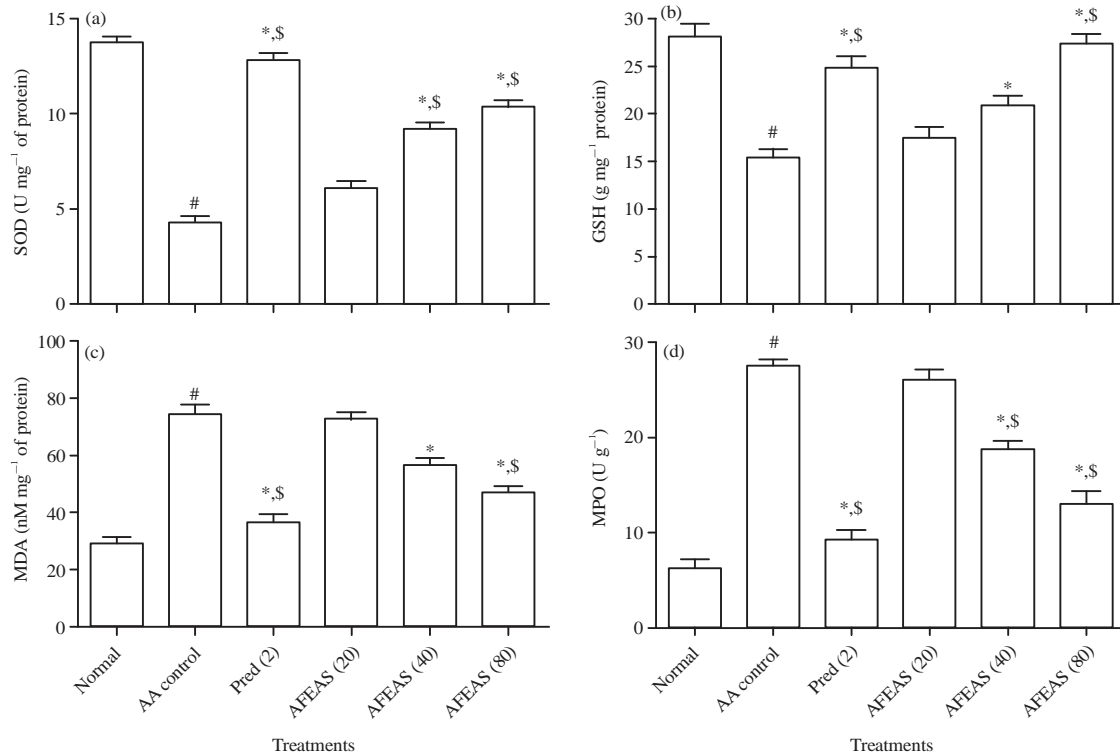 (a)
SOD (U mg⁻¹ of protein)
15
10
5
0
#
*,$
*,$
*,$
(b)
GSH (g mg⁻¹ protein)
30
25
20
15
10
5
0
#
*,$
*
*,$
(c)
MDA (nM mg⁻¹ of protein)
100
80
60
40
20
0
#
*,$
*
*,$
Normal
AA control
Pred (2)
AFEAS (20)
AFEAS (40)
AFEAS (80)
Treatments
(d)
MPO (U g⁻¹)
30
20
10
0
#
*,$
*,$
*,$
Normal
AA control
Pred (2)
AFEAS (20)
AFEAS (40)
AFEAS (80)
Treatments